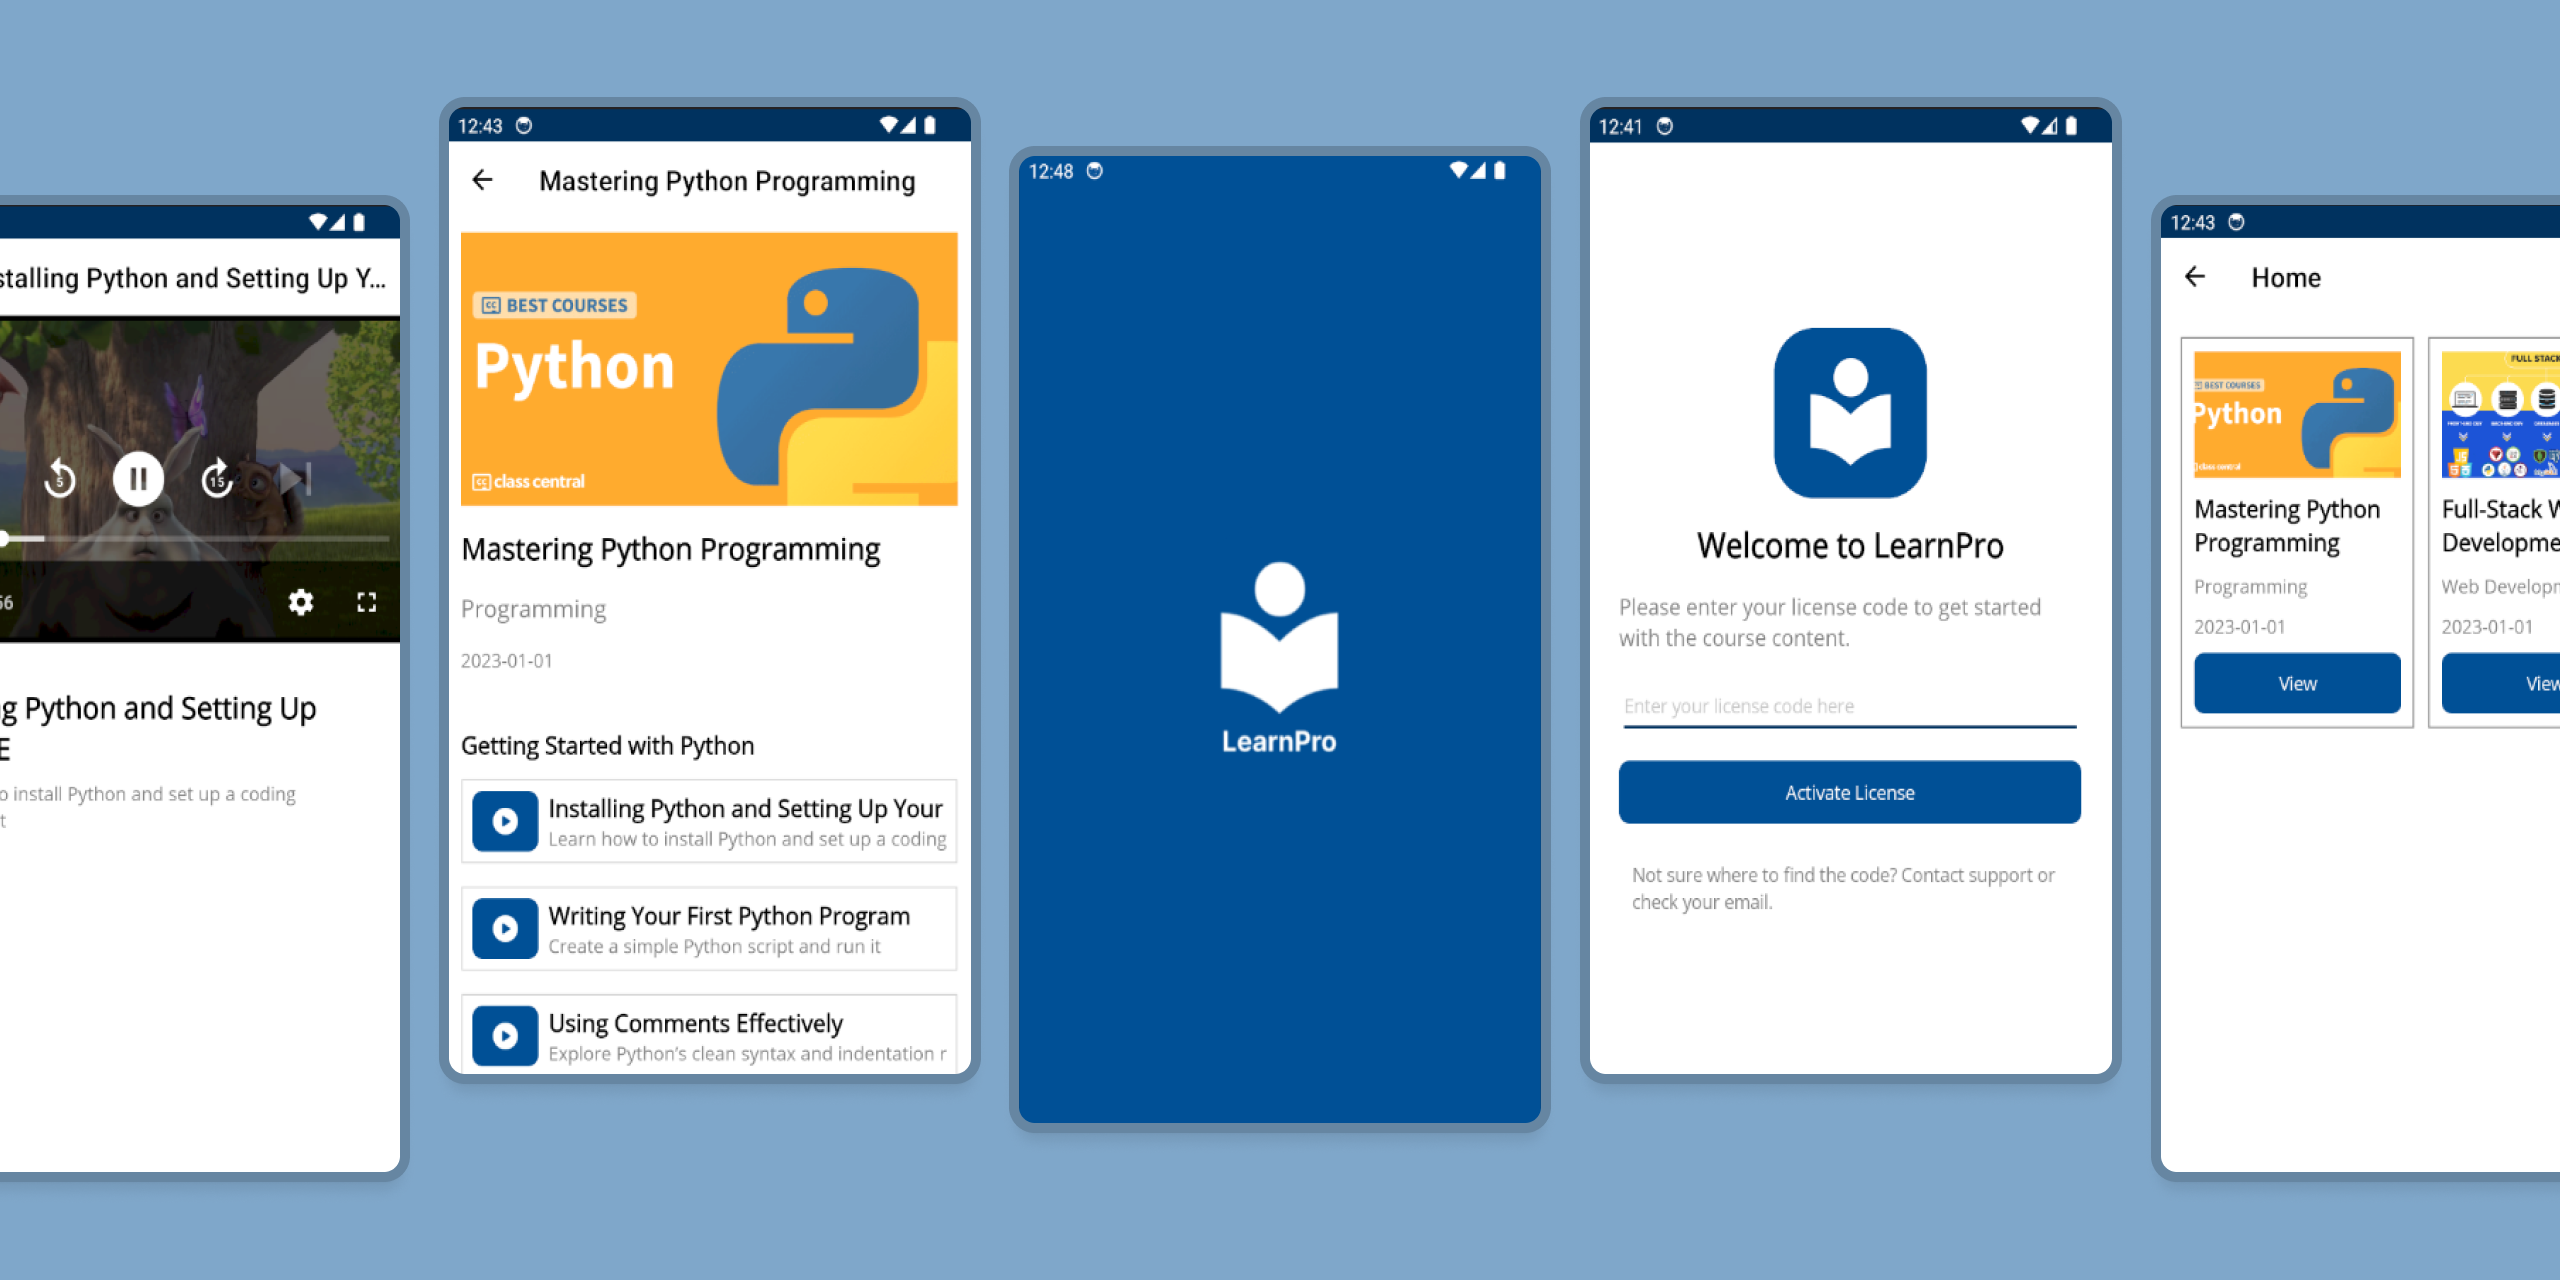 stalling Python and Setting Up Y...
5
15
56
g Python and Setting Up
E
o install Python and set up a coding
t
12:43
Mastering Python Programming
cc BEST COURSES
Python
cc class central
Mastering Python Programming
Programming
2023-01-01
Getting Started with Python
Installing Python and Setting Up Your
Learn how to install Python and set up a coding
Writing Your First Python Program
Create a simple Python script and run it
Using Comments Effectively
Explore Python's clean syntax and indentation r
12:48
LearnPro
12:41
Welcome to LearnPro
Please enter your license code to get started
with the course content.
Enter your license code here
Activate License
Not sure where to find the code? Contact support or
check your email.
12:43
Home
BEST COURSES
Python
class central
Mastering Python
Programming
Programming
2023-01-01
View
FULL STACK
Full-Stack W
Developme
Web Developm
2023-01-01
View